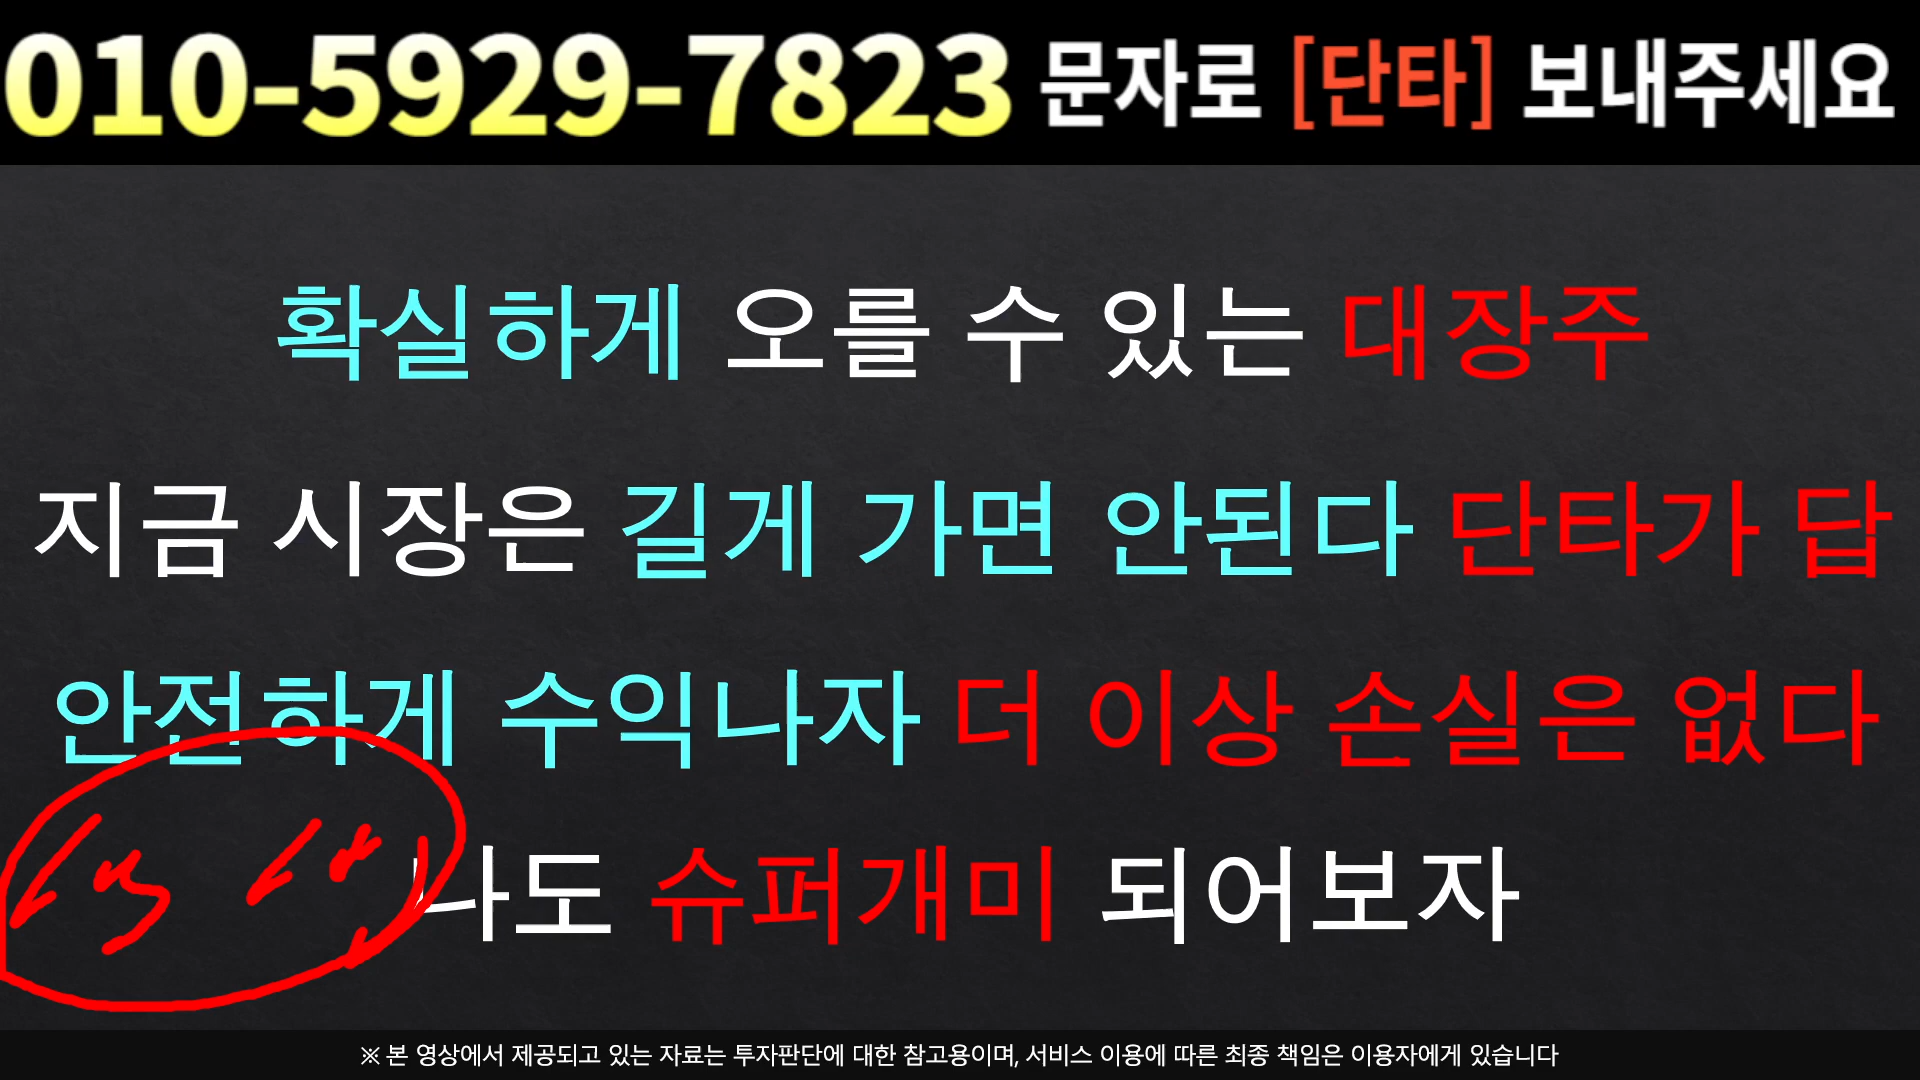 010-5929-7823 문자로 [단타] 보내주세요
확실하게 오를 수 있는 대장주
지금 시장은 길게 가면 안된다 단타가 답
안전하게 수익나자 더 이상 손실은 없다
나도 슈퍼개미 되어보자
※ 본 영상에서 제공되고 있는 자료는 투자판단에 대한 참고용이며, 서비스 이용에 따른 최종 책임은 이용자에게 있습니다